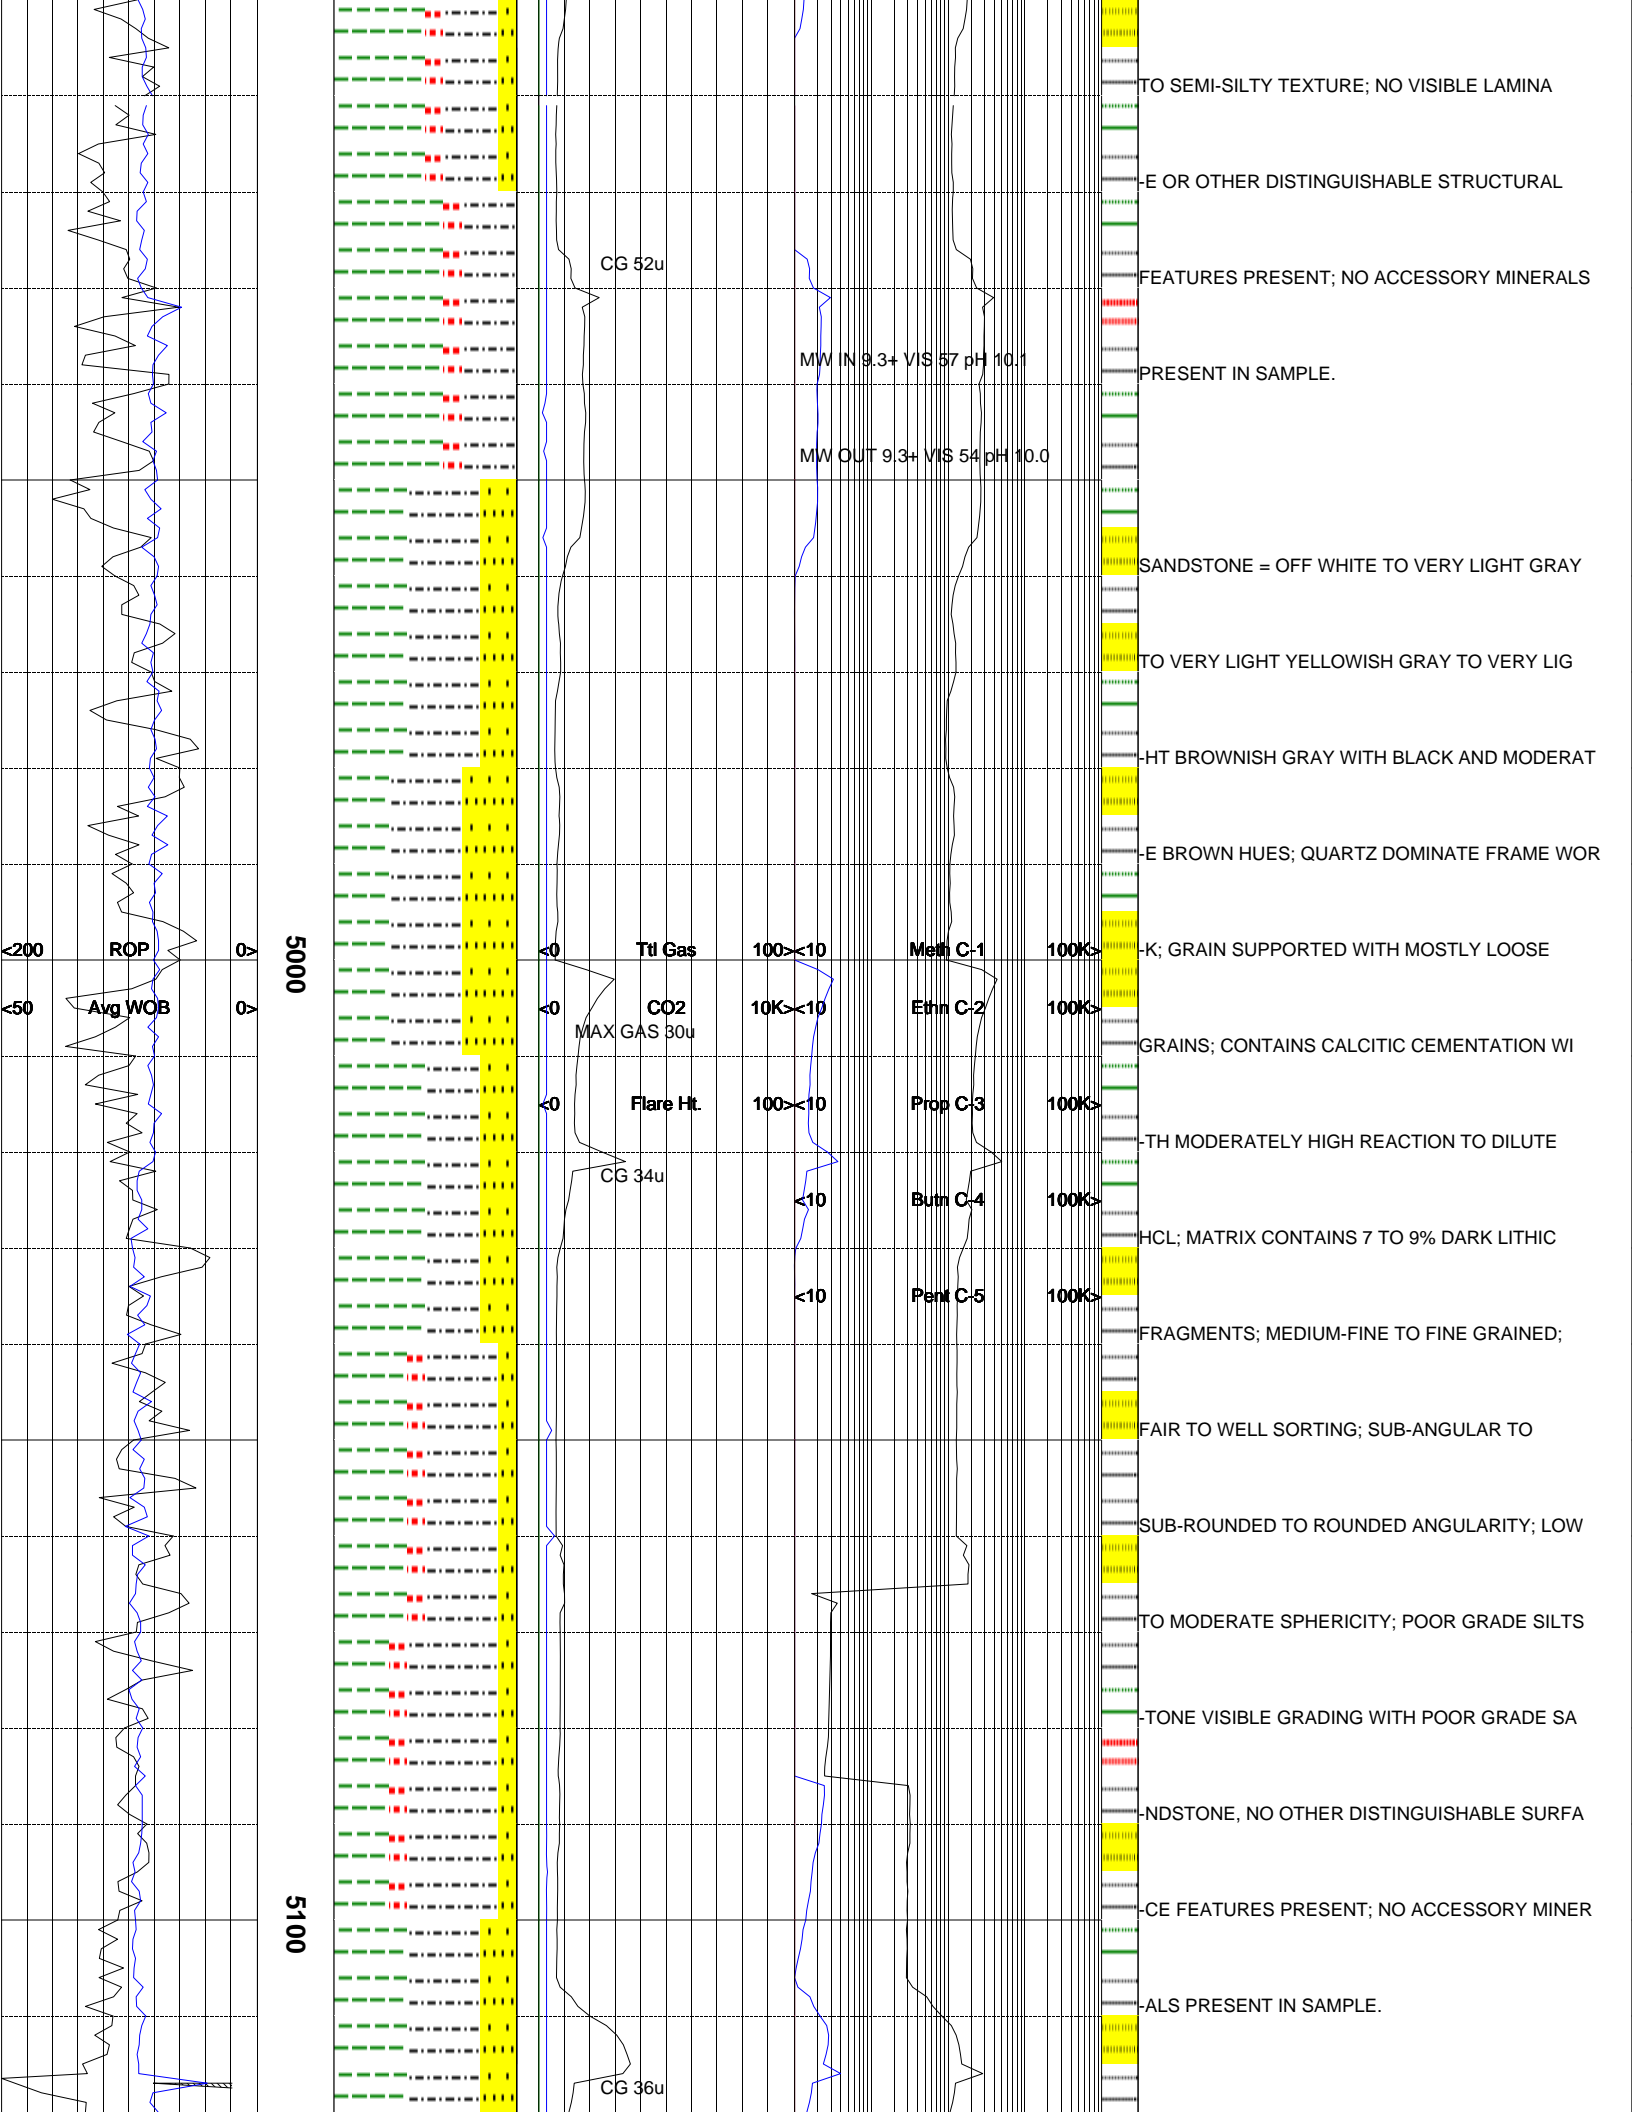 TO SEMI-SILTY TEXTURE; NO VISIBLE LAMINA
-E OR OTHER DISTINGUISHABLE STRUCTURAL
CG 52u
FEATURES PRESENT; NO ACCESSORY MINERALS
MW IN 9.3+ VIS 57 pH 10.1
PRESENT IN SAMPLE.
MW OUT 9.3+ VIS 54 pH 10.0
SANDSTONE = OFF WHITE TO VERY LIGHT GRAY
TO VERY LIGHT YELLOWISH GRAY TO VERY LIG
-HT BROWNISH GRAY WITH BLACK AND MODERAT
-E BROWN HUES; QUARTZ DOMINATE FRAME WOR
<200 ROP 0> 5000 <0 Ttl Gas 100> <10 Meth C-1 100K> -K; GRAIN SUPPORTED WITH MOSTLY LOOSE
<50 Avg WOB 0> <0 CO2 10K> <10 Ethn C-2 100K>
MAX GAS 30u
GRAINS; CONTAINS CALCITIC CEMENTATION WI
<0 Flare Ht. 100> <10 Prop C-3 100K>
-TH MODERATELY HIGH REACTION TO DILUTE
CG 34u
<10 Butn C-4 100K>
HCL; MATRIX CONTAINS 7 TO 9% DARK LITHIC
<10 Pent C-5 100K>
FRAGMENTS; MEDIUM-FINE TO FINE GRAINED;
FAIR TO WELL SORTING; SUB-ANGULAR TO
SUB-ROUNDED TO ROUNDED ANGULARITY; LOW
TO MODERATE SPHERICITY; POOR GRADE SILTS
-TONE VISIBLE GRADING WITH POOR GRADE SA
-NDSTONE, NO OTHER DISTINGUISHABLE SURFA
5100
-CE FEATURES PRESENT; NO ACCESSORY MINER
-ALS PRESENT IN SAMPLE.
CG 36u